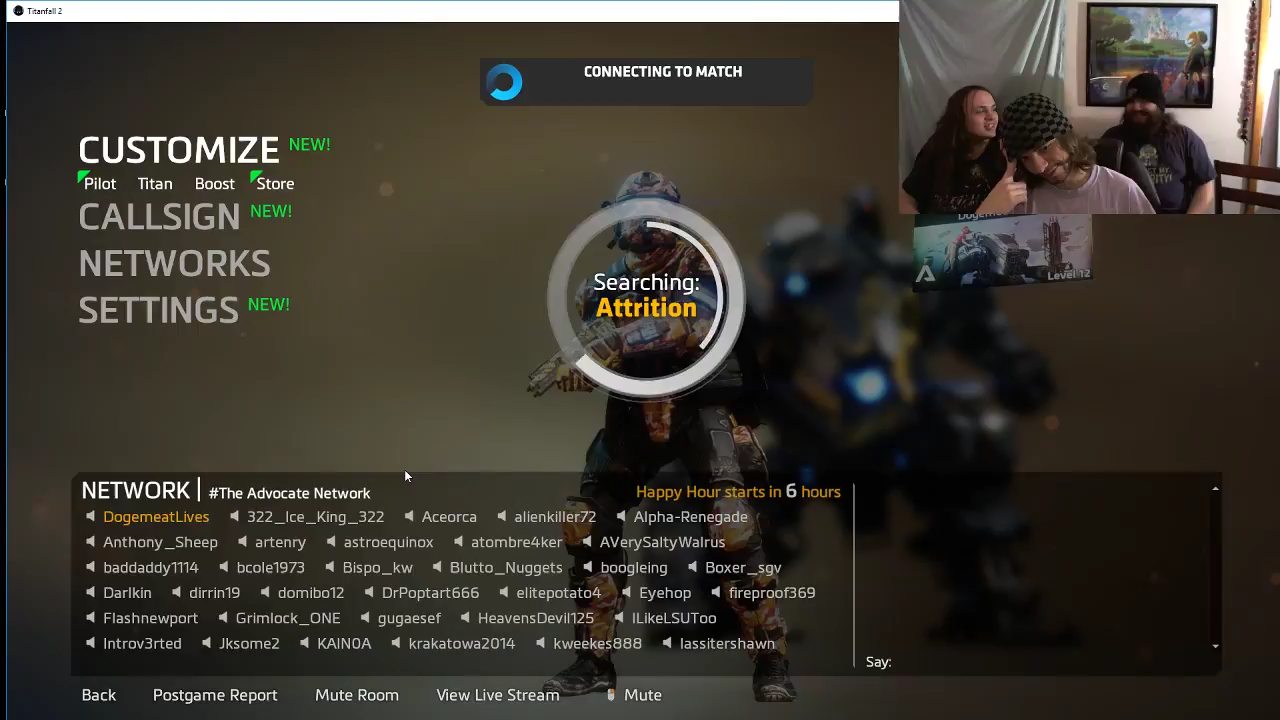 Titanfall 2
CONNECTING TO MATCH
CUSTOMIZE NEW!
Pilot Titan Boost Store
CALLSIGN NEW!
NETWORKS
SETTINGS NEW!
Searching:
Attrition
Level 12
NETWORK | #The Advocate Network
Happy Hour starts in 6 hours
DogemeatLives 322_Ice_King_322 Aceorca alienkiller72 Alpha-Renegade
Anthony_Sheep artenry astroequinox atombre4ker AVerySaltyWalrus
baddaddy1114 bcole1973 Bispo_kw Blutto_Nuggets boogleing Boxer_sgv
Darlkin dirrin19 domibo12 DrPoptart666 elitepotato4 Eyehop fireproof369
Flashnewport Grimlock_ONE gugaesef HeavensDevil125 ILikeLSUToo
Introv3rted Jksome2 KAIN0A krakatowa2014 kweekes888 lassitershawn
Say:
Back Postgame Report Mute Room View Live Stream Mute